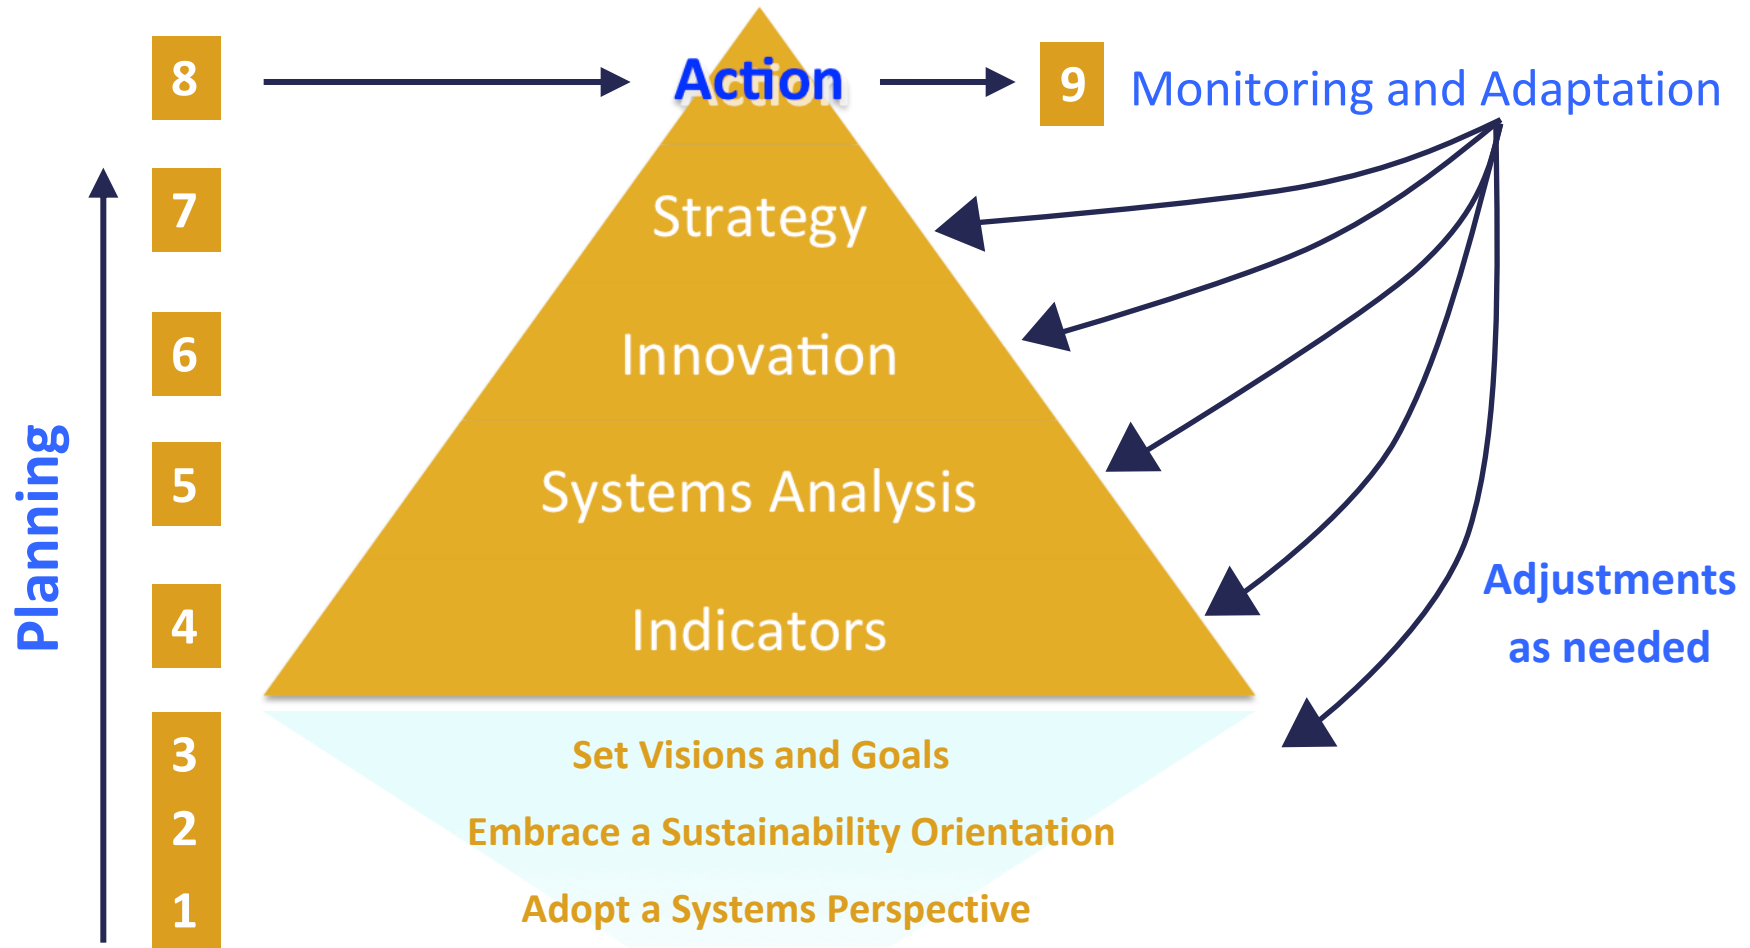 8
Action
9 Monitoring and Adaptation
7
Strategy
6
Innovation
5
Systems Analysis
4
Indicators
3
Set Visions and Goals
2
Embrace a Sustainability Orientation
1
Adopt a Systems Perspective
Planning
Adjustments
as needed